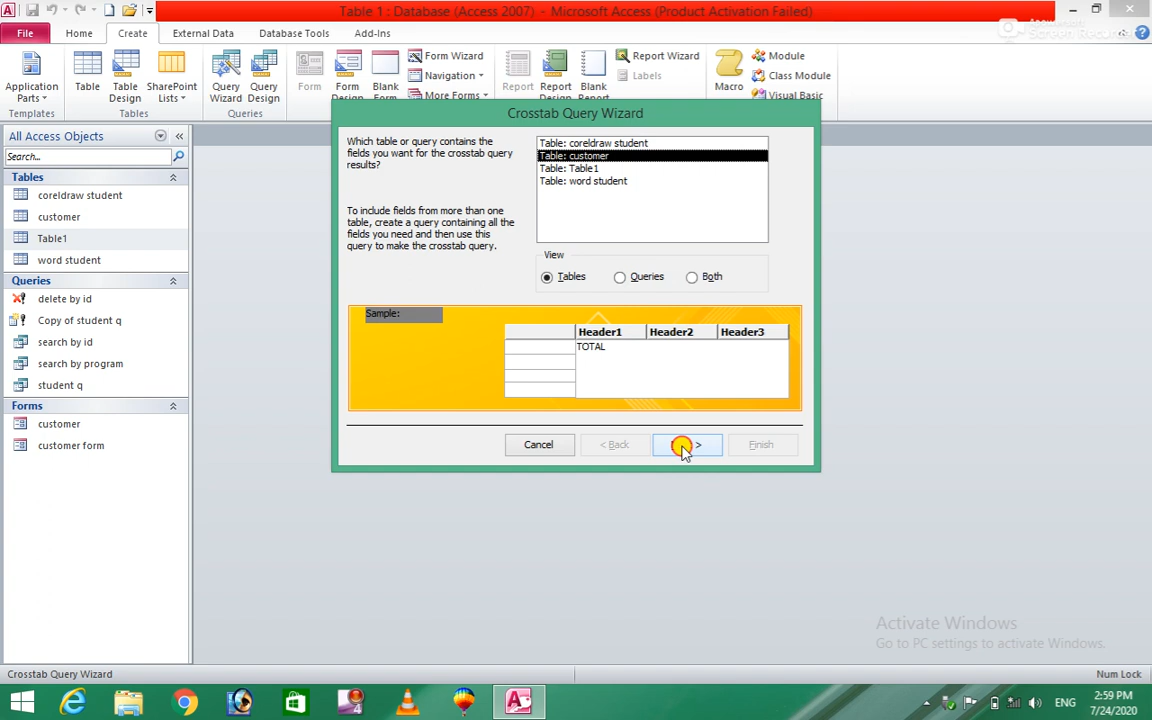 Table 1 : Database (Access 2007) - Microsoft Access (Product Activation Failed)
File
Home
Create
External Data
Database Tools
Add-Ins
Screen Recorder
Application Parts
Table
Table Design
SharePoint Lists
Query Wizard
Query Design
Form
Form
Blank
Form Wizard
Navigation
More Forms
Report
Report
Blank
Report Wizard
Labels
Macro
Module
Class Module
Visual Basic
Templates
Tables
Queries
All Access Objects
Search...
Tables
coreldraw student
customer
Table1
word student
Queries
delete by id
Copy of student q
search by id
search by program
student q
Forms
customer
customer form
Crosstab Query Wizard
Which table or query contains the
fields you want for the crosstab query
results?
To include fields from more than one
table, create a query containing all the
fields you need and then use this
query to make the crosstab query.
Table: coreldraw student
Table: customer
Table: Table1
Table: word student
View
Tables
Queries
Both
Sample:
Header1
Header2
Header3
TOTAL
Cancel
< Back
>
Finish
Activate Windows
Go to PC settings to activate Windows.
Crosstab Query Wizard
Num Lock
4
ENG
2:59 PM
7/24/2020